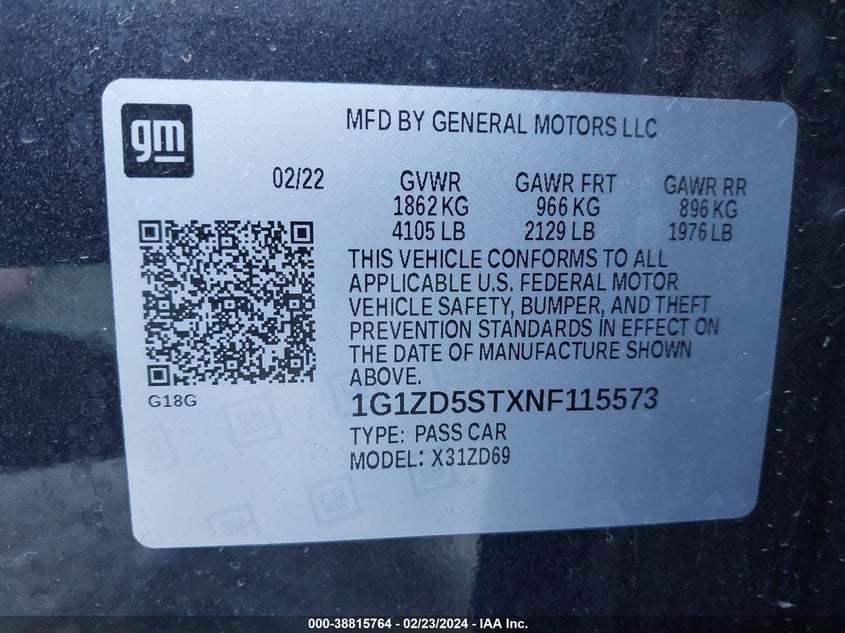 gm
MFD BY GENERAL MOTORS LLC
02/22 GVWR GAWR FRT GAWR RR
1862 KG 966 KG 896 KG
4105 LB 2129 LB 1976 LB
THIS VEHICLE CONFORMS TO ALL
APPLICABLE U.S. FEDERAL MOTOR
VEHICLE SAFETY, BUMPER, AND THEFT
PREVENTION STANDARDS IN EFFECT ON
THE DATE OF MANUFACTURE SHOWN
ABOVE.
G18G
1G1ZD5STXNF115573
TYPE: PASS CAR
MODEL: X31ZD69
000-38815764 - 02/23/2024 - IAA Inc.